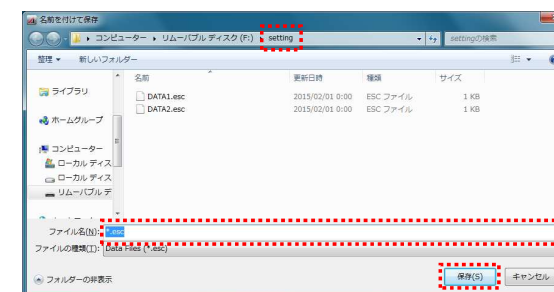 名前を付けて保存
コンピューター ▸ リムーバブル ディスク (F:) ▸ setting
settingの検索
整理 ▼ 新しいフォルダー
名前 更新日時 種類 サイズ
DATA1.esc 2015/02/01 0:00 ESC ファイル 1 KB
DATA2.esc 2015/02/01 0:00 ESC ファイル 1 KB
ライブラリ
ホームグループ
コンピューター
ローカル ディス
ローカル ディス
リムーバブル デ
ファイル名(N): *.esc
ファイルの種類(T): Data Files (*.esc)
フォルダーの非表示
保存(S) キャンセル